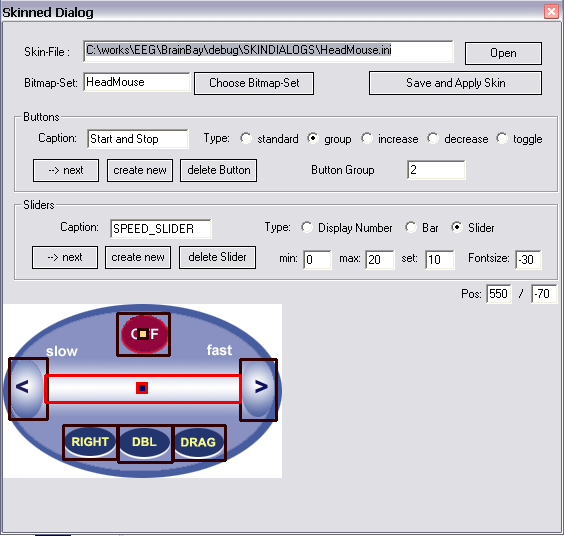 Skinned Dialog
Skin-File : C:\works\EEG\BrainBay\debug\SKINDIALOGS\HeadMouse.ini Open
Bitmap-Set: HeadMouse Choose Bitmap-Set Save and Apply Skin
Buttons
Caption: Start and Stop Type: standard group increase decrease toggle
--> next create new delete Button Button Group 2
Sliders
Caption: SPEED_SLIDER Type: Display Number Bar Slider
--> next create new delete Slider min: 0 max: 20 set: 10 Fontsize: -30
Pos: 550 / -70
slow fast
< >
RIGHT DBL DRAG